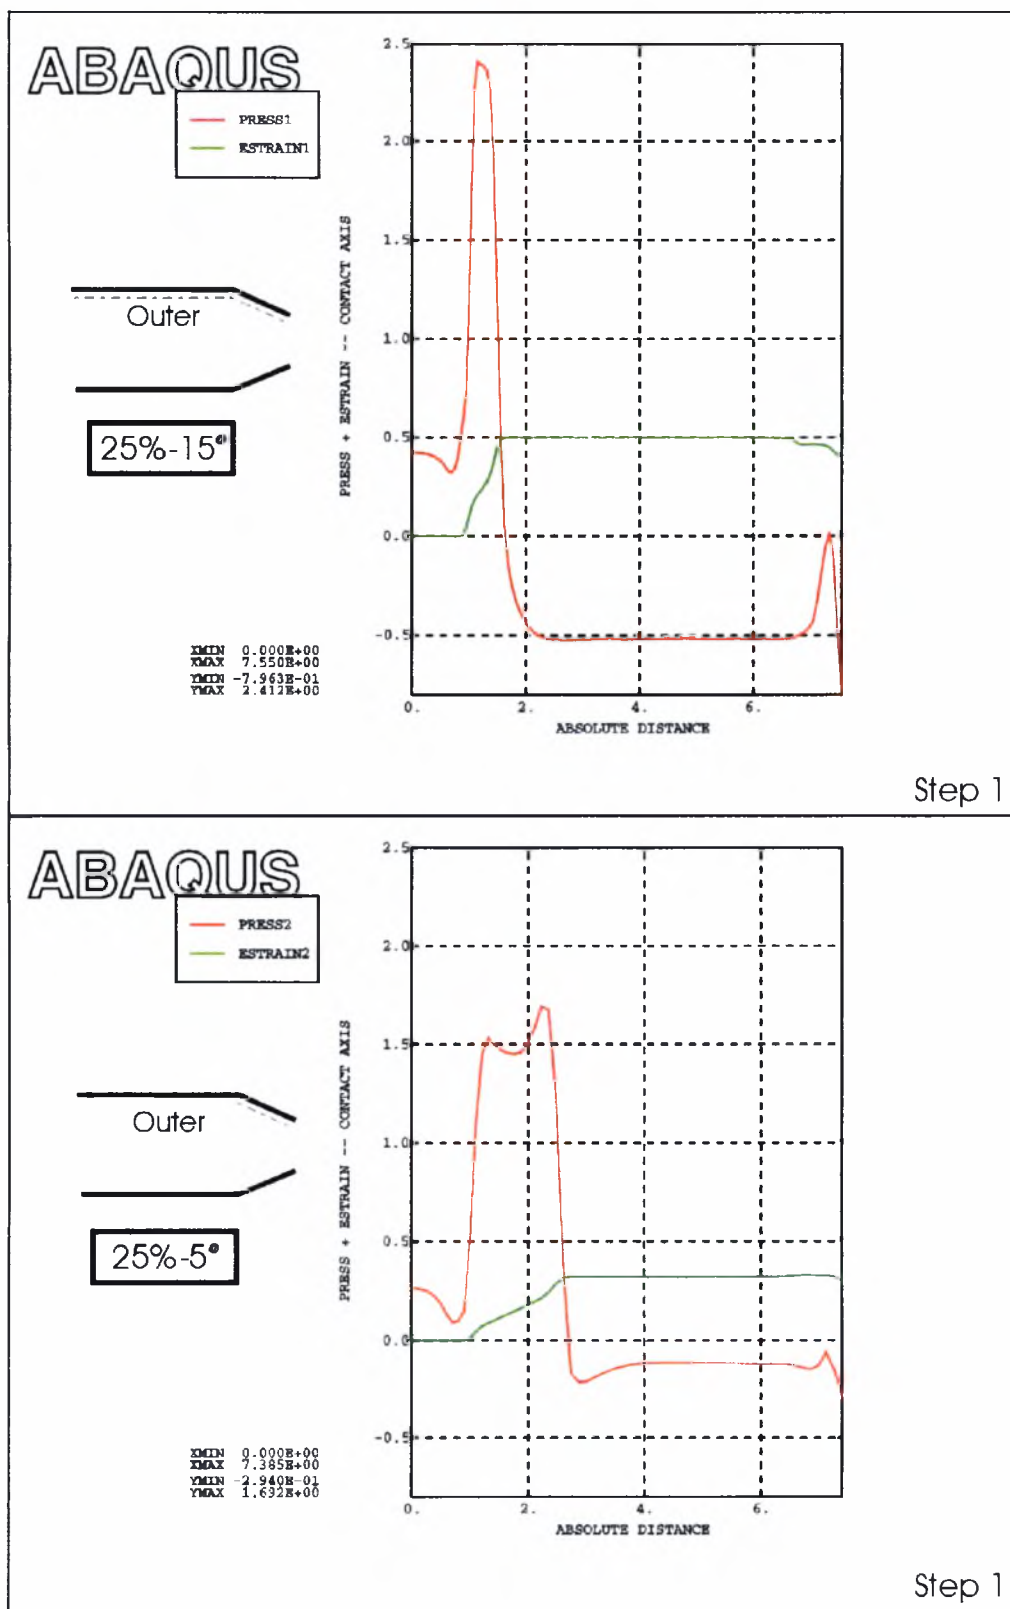 ABAQUS
PRESS1
ESTRAIN1
Outer
25%-15°
XMIN 0.000E+00
XMAX 7.550E+00
YMIN -7.963E-01
YMAX 2.412E+00
PRESS + ESTRAIN -- CONTACT AXIS
2.5
2.0
1.5
1.0
0.5
0.0
-0.5
0. 2. 4. 6.
ABSOLUTE DISTANCE
Step 1
ABAQUS
PRESS2
ESTRAIN2
Outer
25%-5°
XMIN 0.000E+00
XMAX 7.385E+00
YMIN -2.940E-01
YMAX 1.692E+00
PRESS + ESTRAIN -- CONTACT AXIS
2.5
2.0
1.5
1.0
0.5
0.0
-0.5
0. 2. 4. 6.
ABSOLUTE DISTANCE
Step 1